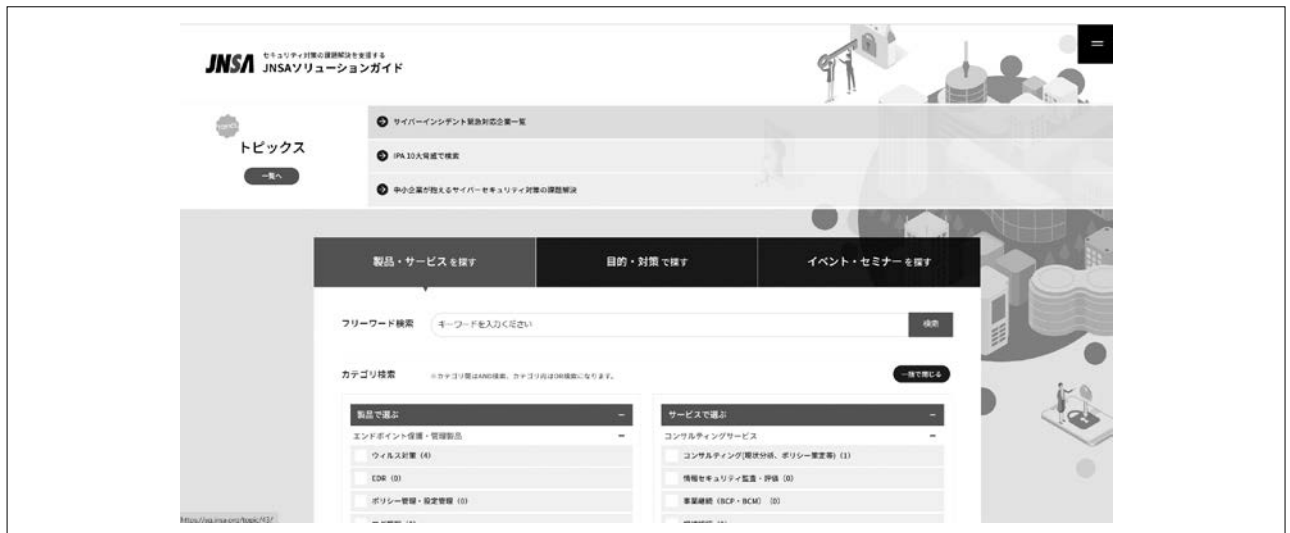 JNSA
セキュリティ対策の課題解決を支援する
JNSAソリューションガイド
トピックス
一覧へ
サイバーインシデント緊急対応企業一覧
IPA 10大脅威で検索
中小企業が抱えるサイバーセキュリティ対策の課題解決
製品・サービスを探す
目的・対策で探す
イベント・セミナーを探す
フリーワード検索
キーワードを入力ください
検索
カテゴリ検索
※カテゴリ間はAND検索、カテゴリ内はOR検索になります。
一括で閉じる
製品で選ぶ
エンドポイント保護・管理製品
ウィルス対策 (4)
EDR (0)
ポリシー管理・設定管理 (0)
サービスで選ぶ
コンサルティングサービス
コンサルティング(現状分析、ポリシー策定等) (1)
情報セキュリティ監査・評価 (0)
事業継続 (BCP・BCM) (0)